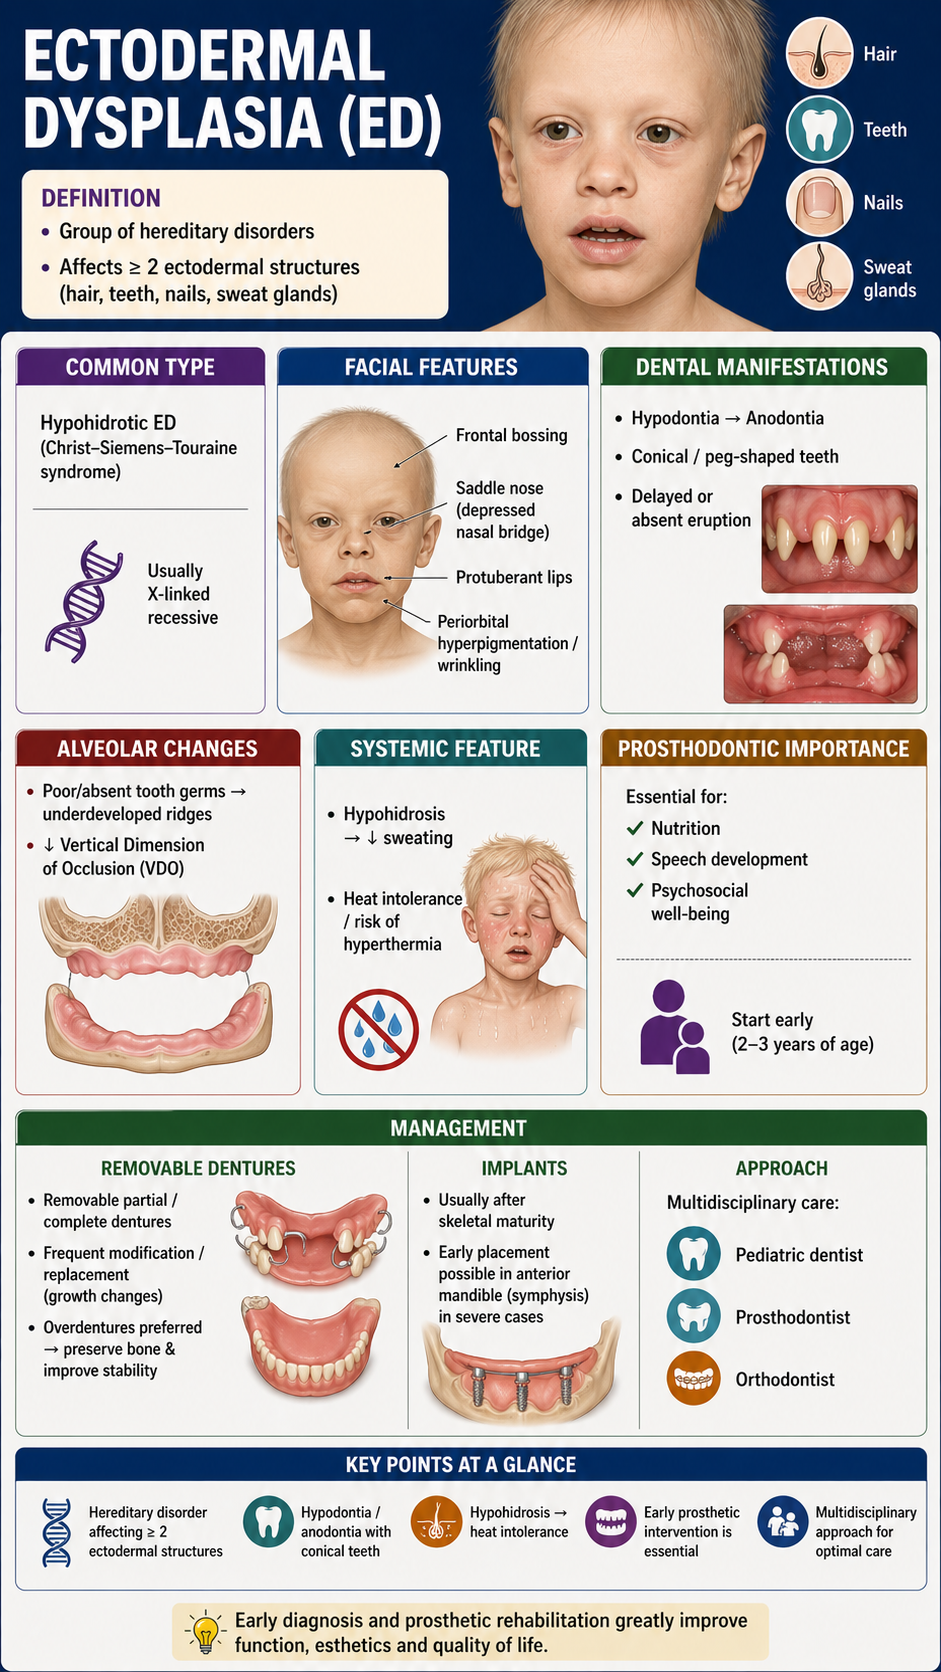 ECTODERMAL
DYSPLASIA (ED)
DEFINITION
• Group of hereditary disorders
• Affects ≥ 2 ectodermal structures
(hair, teeth, nails, sweat glands)
Hair
Teeth
Nails
Sweat
glands
COMMON TYPE
Hypohidrotic ED
(Christ–Siemens–Touraine
syndrome)
Usually
X-linked
recessive
FACIAL FEATURES
Frontal bossing
Saddle nose
(depressed
nasal bridge)
Protuberant lips
Periorbital
hyperpigmentation /
wrinkling
DENTAL MANIFESTATIONS
• Hypodontia → Anodontia
• Conical / peg-shaped teeth
• Delayed or
absent eruption
ALVEOLAR CHANGES
• Poor/absent tooth germs →
underdeveloped ridges
• ↓ Vertical Dimension
of Occlusion (VDO)
SYSTEMIC FEATURE
• Hypohidrosis
→ ↓ sweating
• Heat intolerance
/ risk of
hyperthermia
PROSTHODONTIC IMPORTANCE
Essential for:
✓ Nutrition
✓ Speech development
✓ Psychosocial
well-being
Start early
(2–3 years of age)
MANAGEMENT
REMOVABLE DENTURES
• Removable partial /
complete dentures
• Frequent modification /
replacement
(growth changes)
• Overdentures preferred
→ preserve bone &
improve stability
IMPLANTS
• Usually after
skeletal maturity
• Early placement
possible in anterior
mandible (symphysis)
in severe cases
APPROACH
Multidisciplinary care:
Pediatric dentist
Prosthodontist
Orthodontist
KEY POINTS AT A GLANCE
Hereditary disorder
affecting ≥ 2
ectodermal structures
Hypodontia /
anodontia with
conical teeth
Hypohidrosis →
heat intolerance
Early prosthetic
intervention is
essential
Multidisciplinary
approach for
optimal care
Early diagnosis and prosthetic rehabilitation greatly improve
function, esthetics and quality of life.